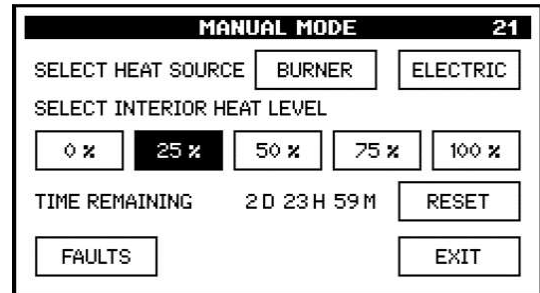 MANUAL MODE 21
SELECT HEAT SOURCE BURNER ELECTRIC
SELECT INTERIOR HEAT LEVEL
0 % 25 % 50 % 75 % 100 %
TIME REMAINING 2 D 23 H 59 M RESET
FAULTS EXIT